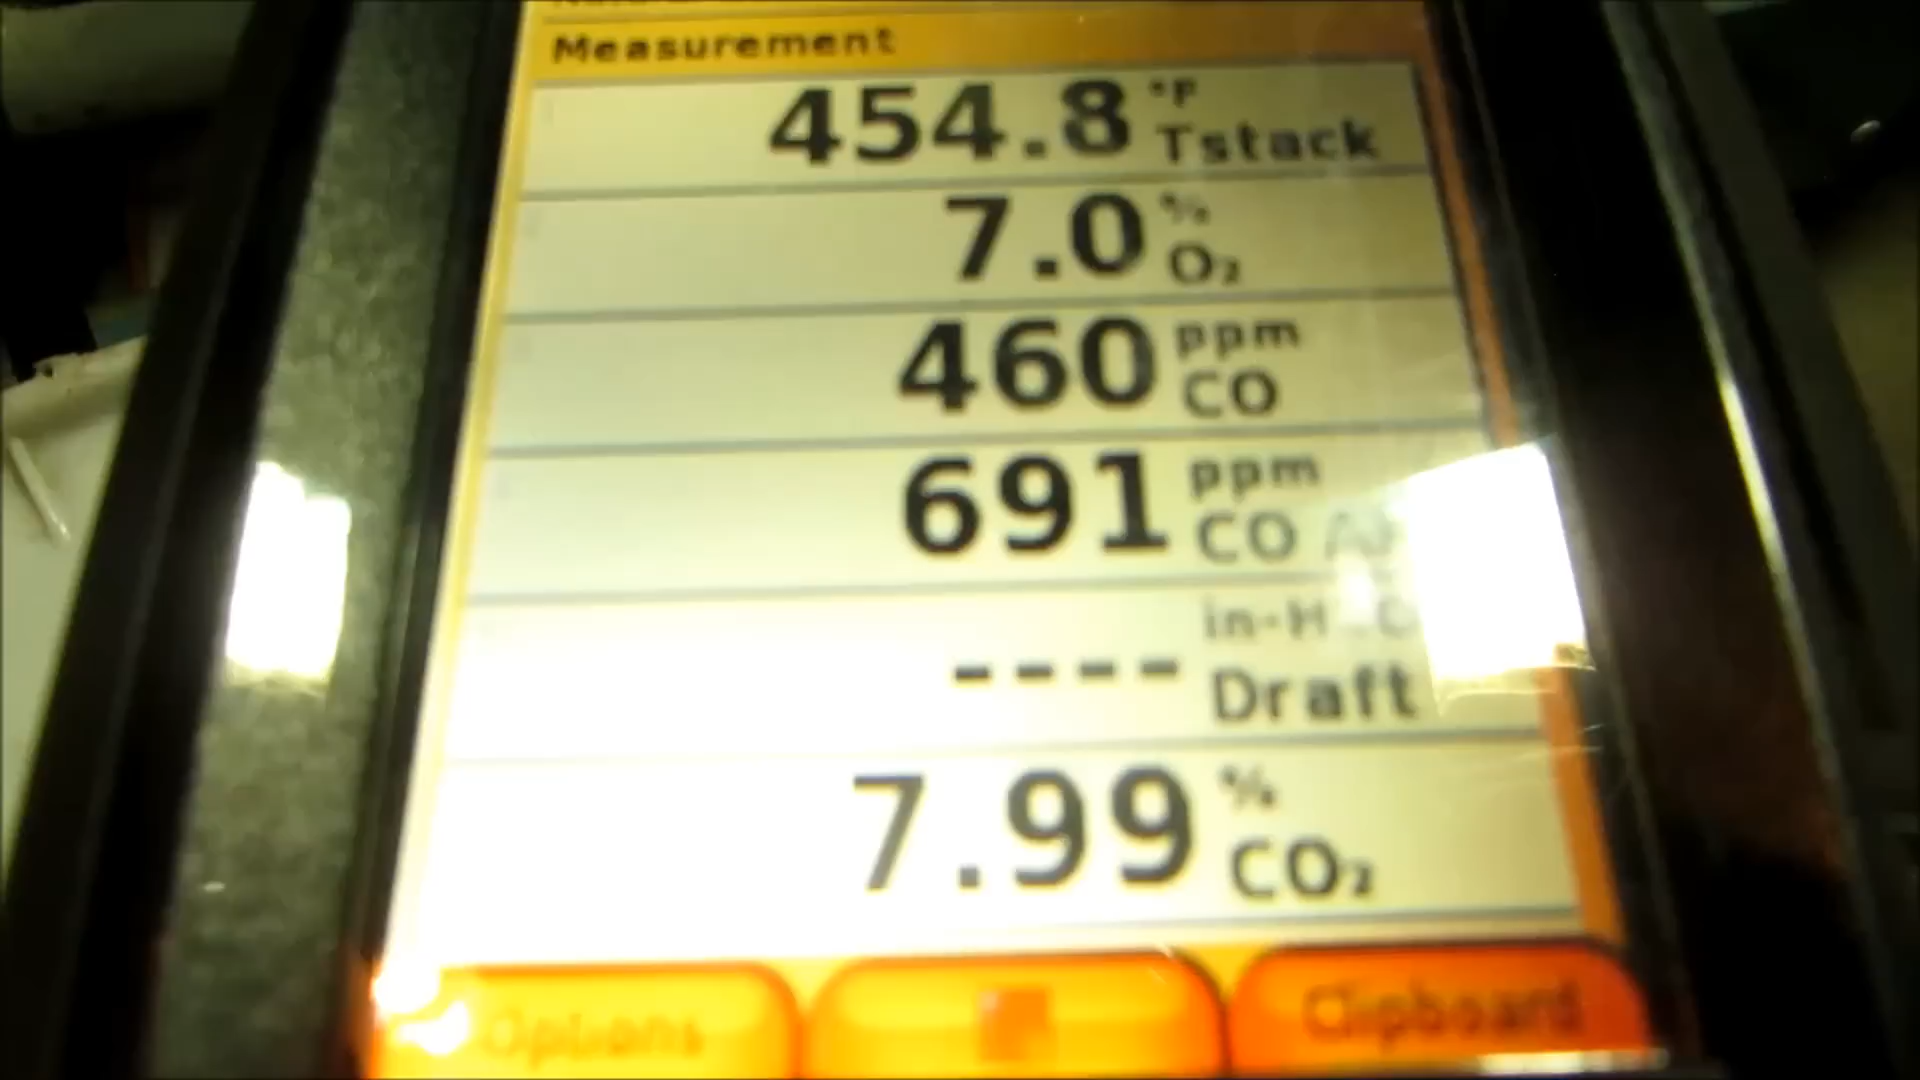 Measurement
454.8 °F Tstack
7.0 % O₂
460 ppm CO
691 ppm CO
---- Draft
7.99 % CO₂
Options
Clipboard